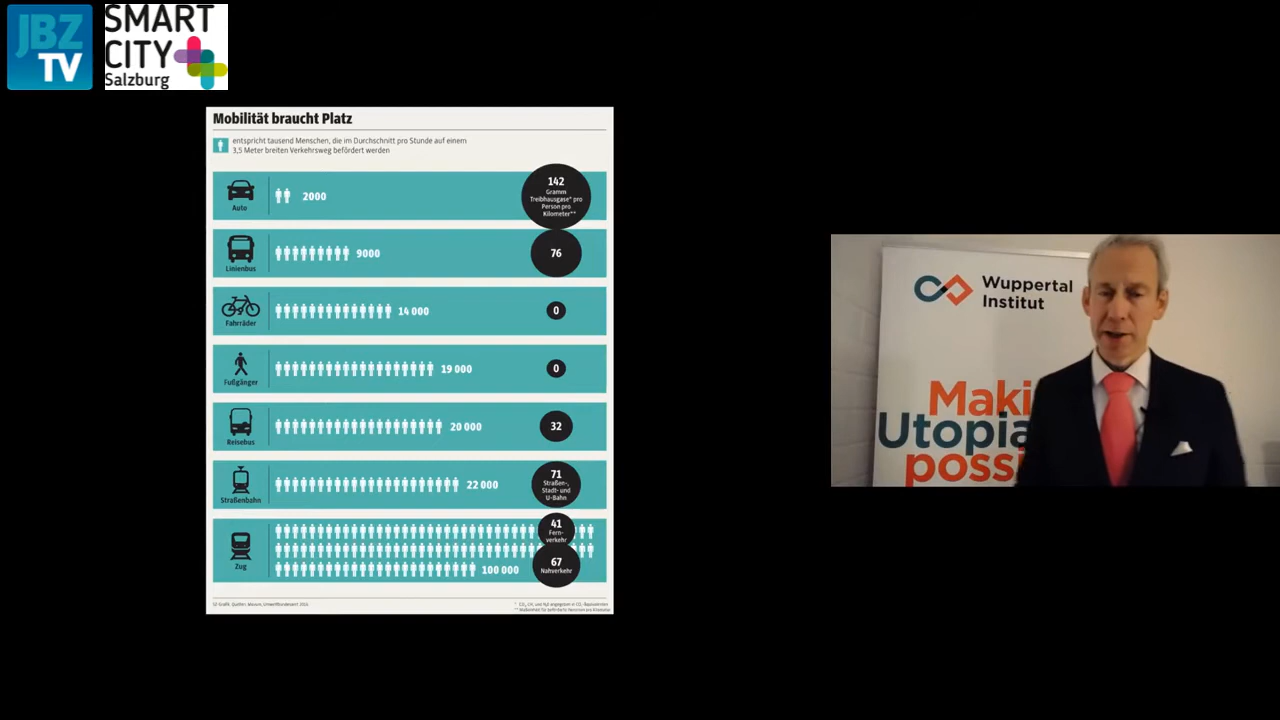 JBZ
TV
SMART
CITY
Salzburg
Mobilität braucht Platz
entspricht tausend Menschen, die im Durchschnitt pro Stunde auf einem
3,5 Meter breiten Verkehrsweg befördert werden
Auto
2000
142
Gramm
Treibhausgase* pro
Person pro
Kilometer**
Linienbus
9000
76
Fahrräder
14 000
0
Fußgänger
19 000
0
Reisebus
20 000
32
Straßenbahn
22 000
71
Straßen-,
Stadt- und
U-Bahn
Zug
100 000
41
Fern-
verkehr
67
Nahverkehr
Wuppertal
Institut
Maki
Utopia
possi